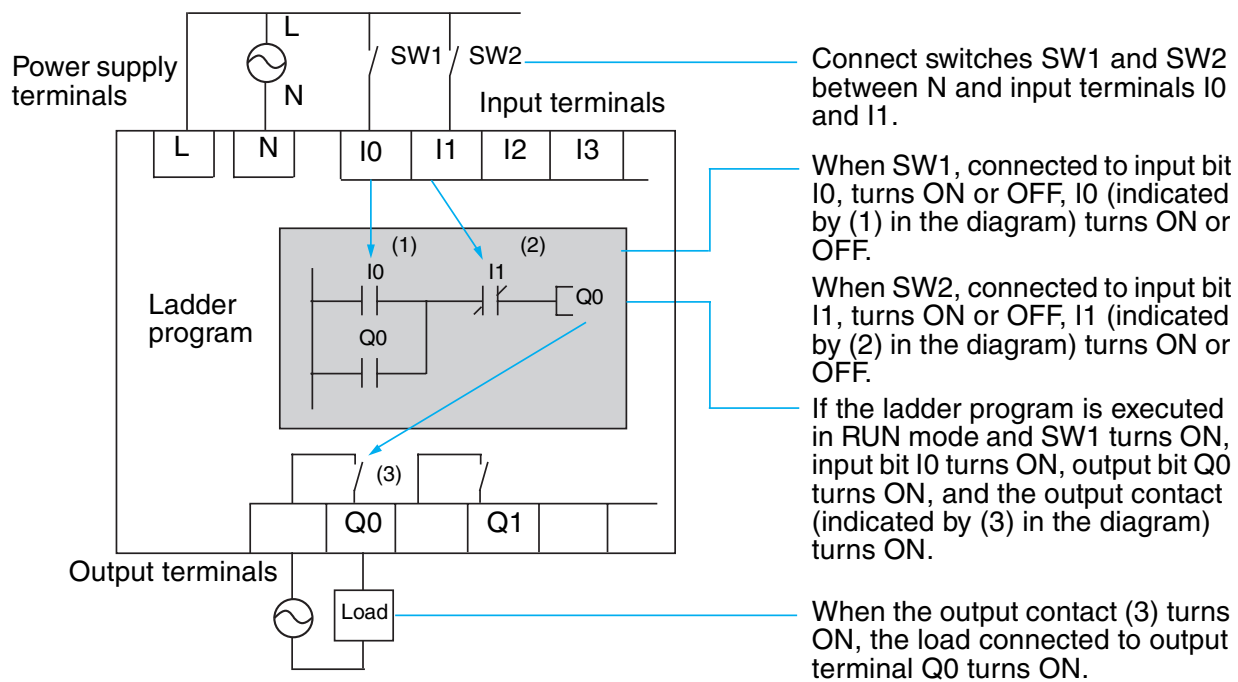 L
Power supply
terminals
N
SW1
SW2
Input terminals
L
N
I0
I1
I2
I3
(1)
(2)
I0
I1
Q0
Q0
Ladder
program
(3)
Q0
Q1
Output terminals
Load
Connect switches SW1 and SW2
between N and input terminals I0
and I1.
When SW1, connected to input bit
I0, turns ON or OFF, I0 (indicated
by (1) in the diagram) turns ON or
OFF.
When SW2, connected to input bit
I1, turns ON or OFF, I1 (indicated
by (2) in the diagram) turns ON or
OFF.
If the ladder program is executed
in RUN mode and SW1 turns ON,
input bit I0 turns ON, output bit Q0
turns ON, and the output contact
(indicated by (3) in the diagram)
turns ON.
When the output contact (3) turns
ON, the load connected to output
terminal Q0 turns ON.